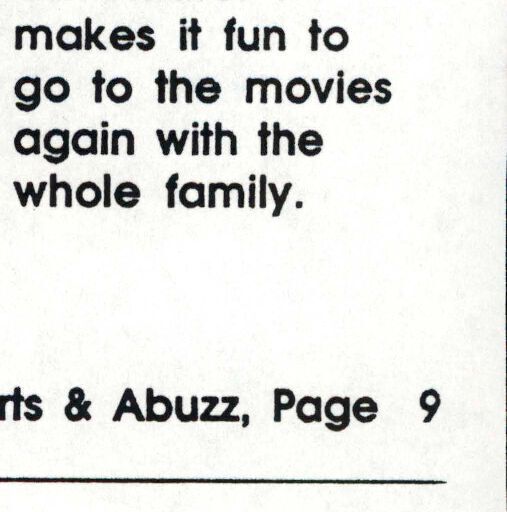 makes it fun to
go to the movies
again with the
whole family.
rts & Abuzz, Page 9